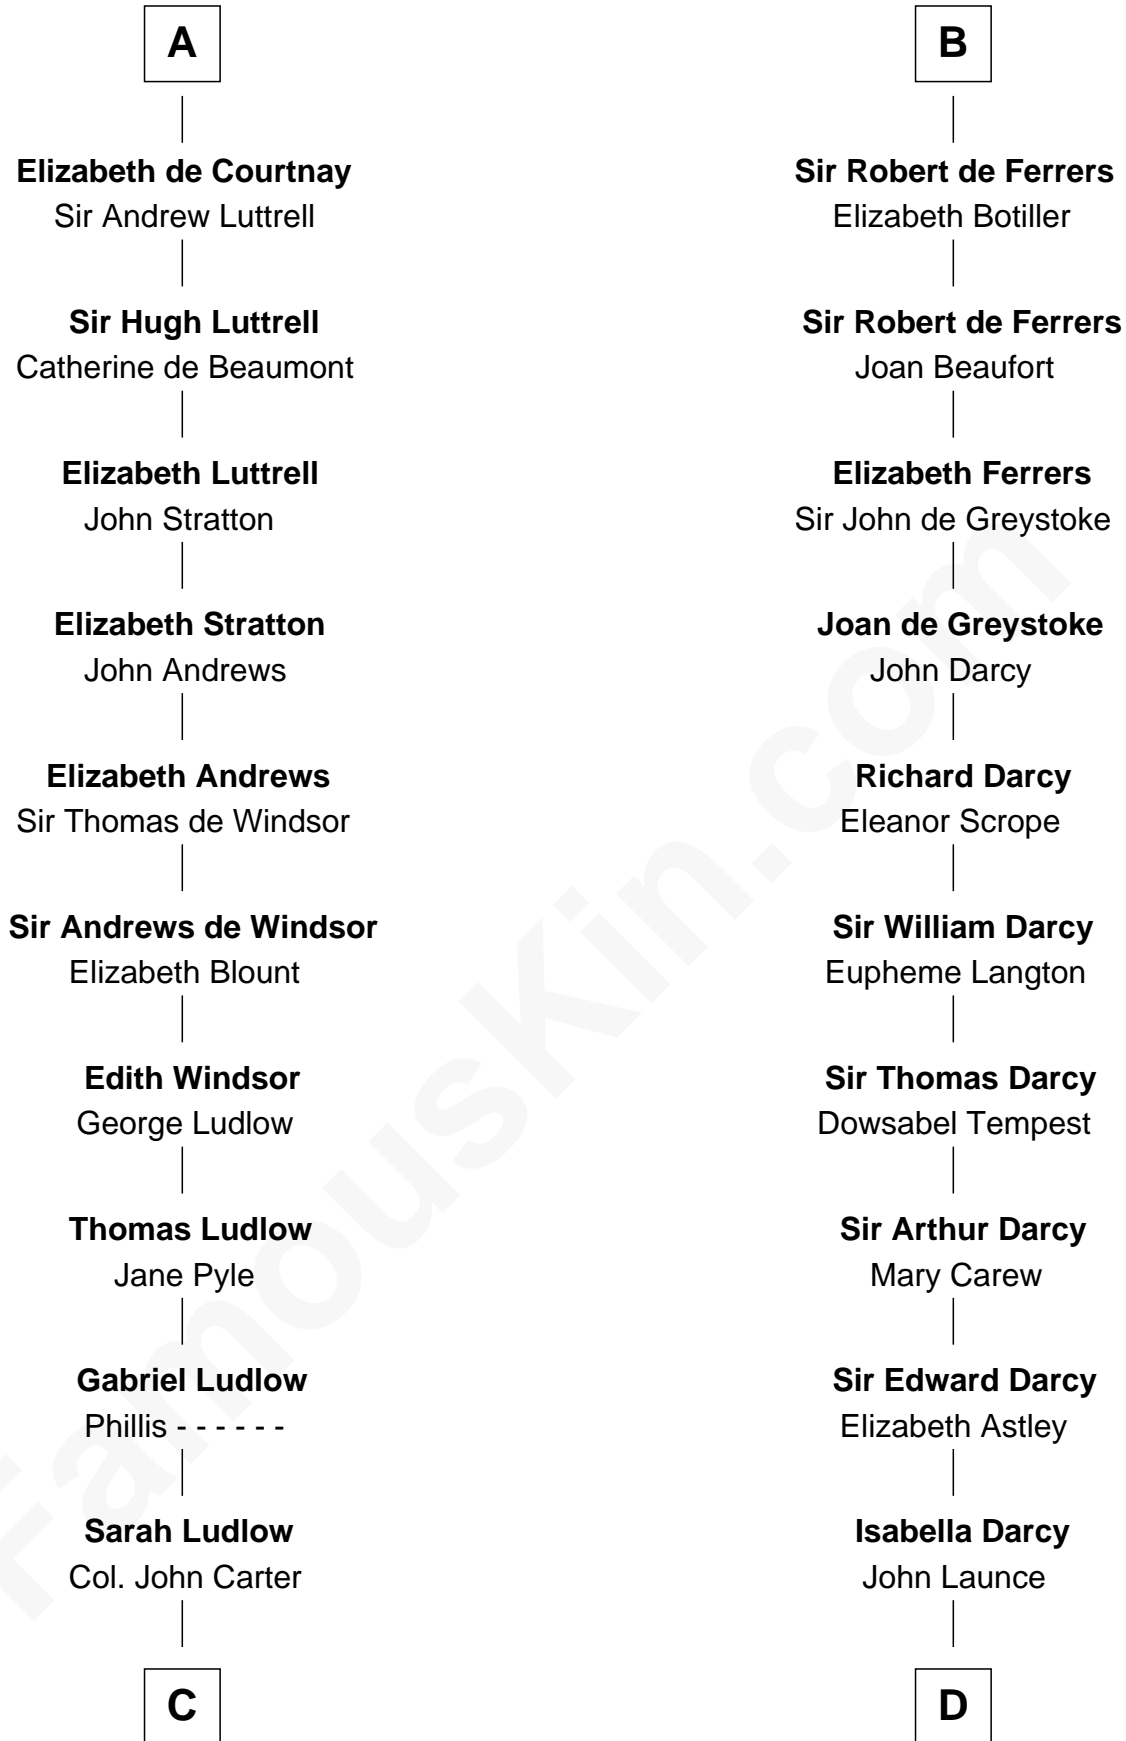 A
Elizabeth de Courtnay
Sir Andrew Luttrell
Sir Hugh Luttrell
Catherine de Beaumont
Elizabeth Luttrell
John Stratton
Elizabeth Stratton
John Andrews
Elizabeth Andrews
Sir Thomas de Windsor
Sir Andrews de Windsor
Elizabeth Blount
Edith Windsor
George Ludlow
Thomas Ludlow
Jane Pyle
Gabriel Ludlow
Phillis - - - - - -
Sarah Ludlow
Col. John Carter
C
B
Sir Robert de Ferrers
Elizabeth Botiller
Sir Robert de Ferrers
Joan Beaufort
Elizabeth Ferrers
Sir John de Greystoke
Joan de Greystoke
John Darcy
Richard Darcy
Eleanor Scrope
Sir William Darcy
Eupheme Langton
Sir Thomas Darcy
Dowsabel Tempest
Sir Arthur Darcy
Mary Carew
Sir Edward Darcy
Elizabeth Astley
Isabella Darcy
John Launce
D
FamousKin.com